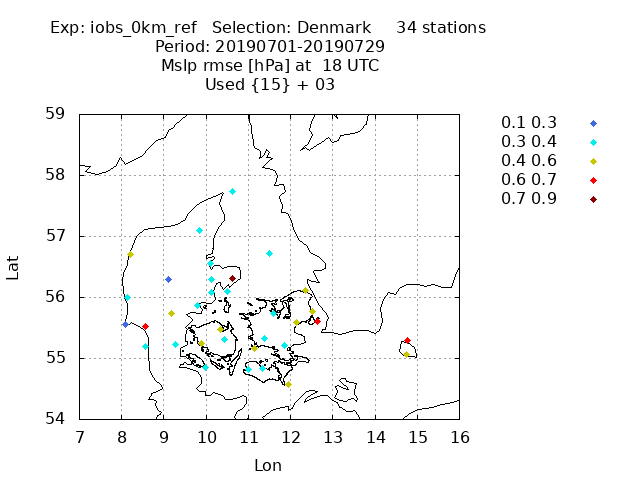 Exp: iobs_0km_ref   Selection: Denmark     34 stations
Period: 20190701-20190729
Mslp rmse [hPa] at  18 UTC
Used {15} + 03
0.1 0.3
0.3 0.4
0.4 0.6
0.6 0.7
0.7 0.9
59
58
57
56
55
54
Lat
7 8 9 10 11 12 13 14 15 16
Lon